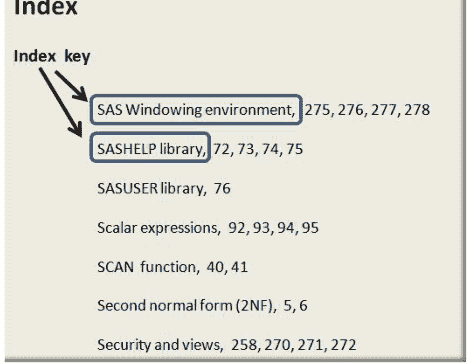 Index
Index key
SAS Windowing environment, 275, 276, 277, 278
SASHELP library, 72, 73, 74, 75
SASUSER library, 76
Scalar expressions, 92, 93, 94, 95
SCAN function, 40, 41
Second normal form (2NF), 5, 6
Security and views, 258, 270, 271, 272